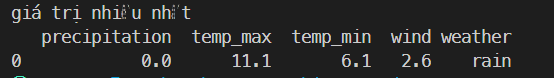 giá trị nhiều nhất
precipitation temp_max temp_min wind weather
0 0.0 11.1 6.1 2.6 rain